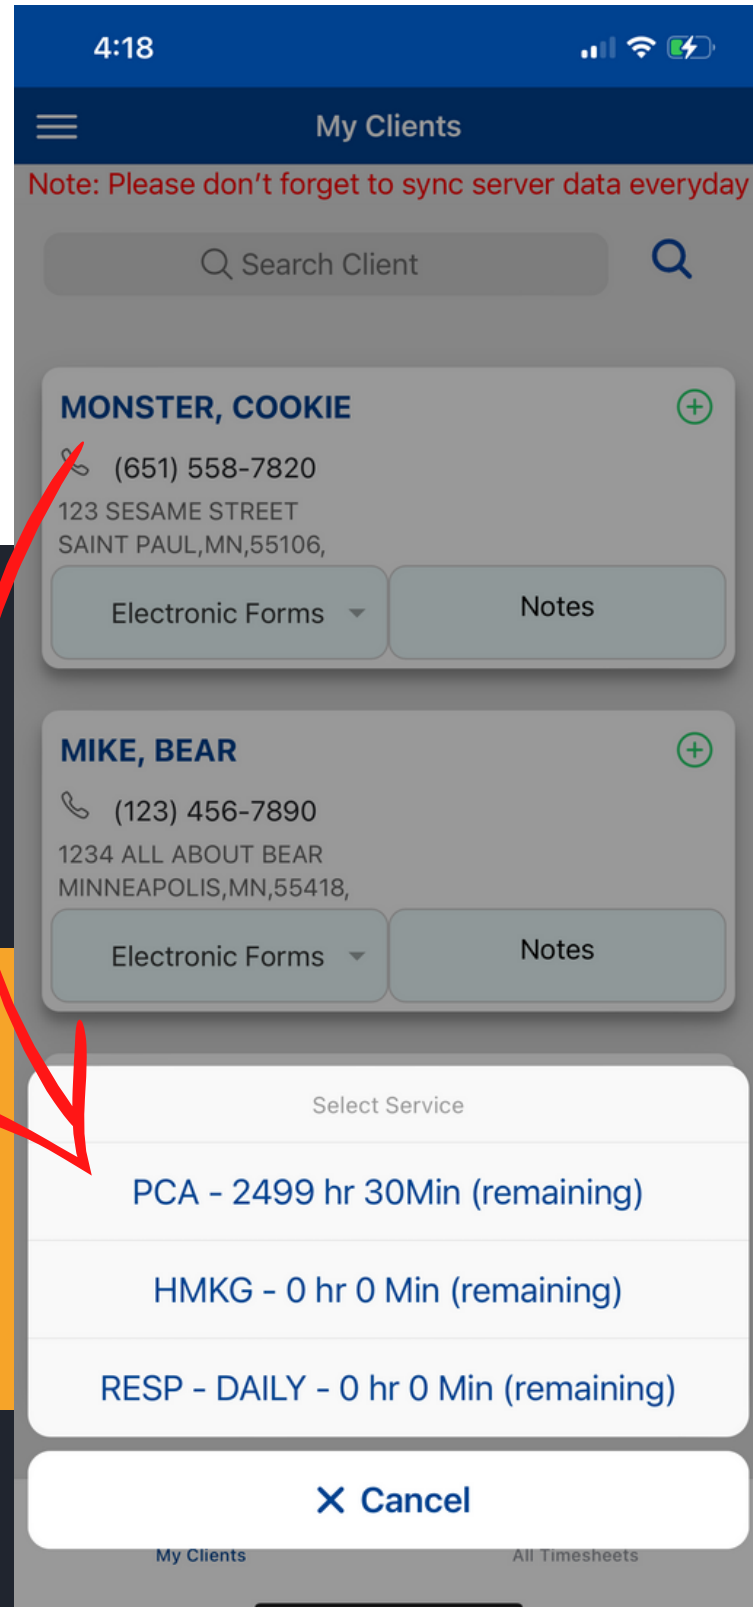 4:18
My Clients
Note: Please don't forget to sync server data everyday
Search Client
MONSTER, COOKIE
(651) 558-7820
123 SESAME STREET
SAINT PAUL,MN,55106,
Electronic Forms
Notes
MIKE, BEAR
(123) 456-7890
1234 ALL ABOUT BEAR
MINNEAPOLIS,MN,55418,
Electronic Forms
Notes
Select Service
PCA - 2499 hr 30Min (remaining)
HMKG - 0 hr 0 Min (remaining)
RESP - DAILY - 0 hr 0 Min (remaining)
Cancel
My Clients
All Timesheets